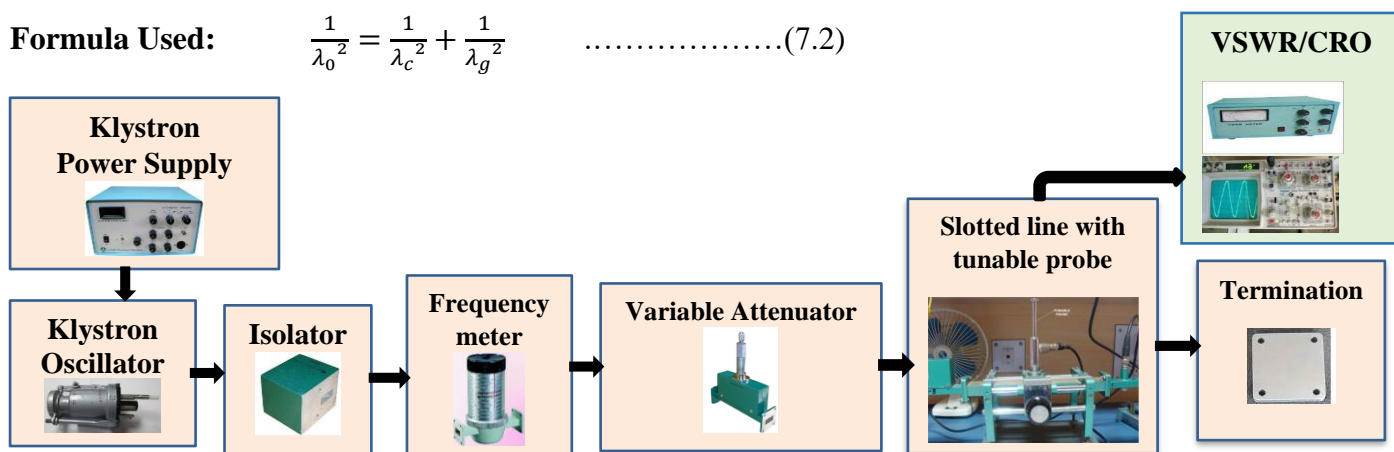 Formula Used: 1/λ₀² = 1/λc² + 1/λg² ...................(7.2)
VSWR/CRO
Klystron
Power Supply
Klystron
Oscillator
Isolator
Frequency
meter
Variable Attenuator
Slotted line with
tunable probe
Termination